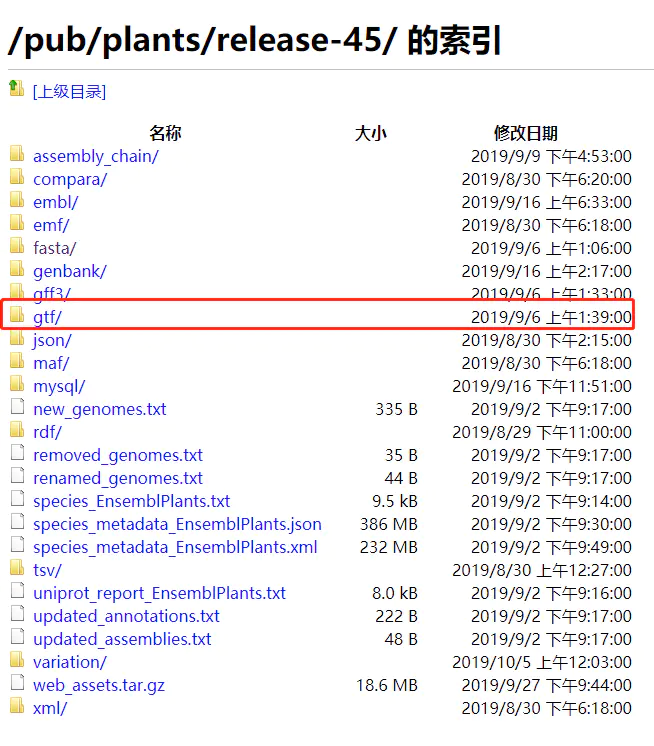 /pub/plants/release-45/ 的索引
[上级目录]
名称 大小 修改日期
assembly_chain/ 2019/9/9 下午4:53:00
compara/ 2019/8/30 下午6:20:00
embl/ 2019/9/16 上午6:33:00
emf/ 2019/8/30 下午6:18:00
fasta/ 2019/9/6 上午1:06:00
genbank/ 2019/9/16 上午2:17:00
gff3/ 2019/9/6 上午1:33:00
gtf/ 2019/9/6 上午1:39:00
json/ 2019/8/30 下午2:15:00
maf/ 2019/8/30 下午6:18:00
mysql/ 2019/9/16 下午11:51:00
new_genomes.txt 335 B 2019/9/2 下午9:17:00
rdf/ 2019/8/29 下午11:00:00
removed_genomes.txt 35 B 2019/9/2 下午9:17:00
renamed_genomes.txt 44 B 2019/9/2 下午9:17:00
species_EnsemblPlants.txt 9.5 kB 2019/9/2 下午9:14:00
species_metadata_EnsemblPlants.json 386 MB 2019/9/2 下午9:30:00
species_metadata_EnsemblPlants.xml 232 MB 2019/9/2 下午9:49:00
tsv/ 2019/8/30 上午12:27:00
uniprot_report_EnsemblPlants.txt 8.0 kB 2019/9/2 下午9:16:00
updated_annotations.txt 222 B 2019/9/2 下午9:17:00
updated_assemblies.txt 48 B 2019/9/2 下午9:17:00
variation/ 2019/10/5 上午12:03:00
web_assets.tar.gz 18.6 MB 2019/9/27 下午9:44:00
xml/ 2019/8/30 下午6:18:00